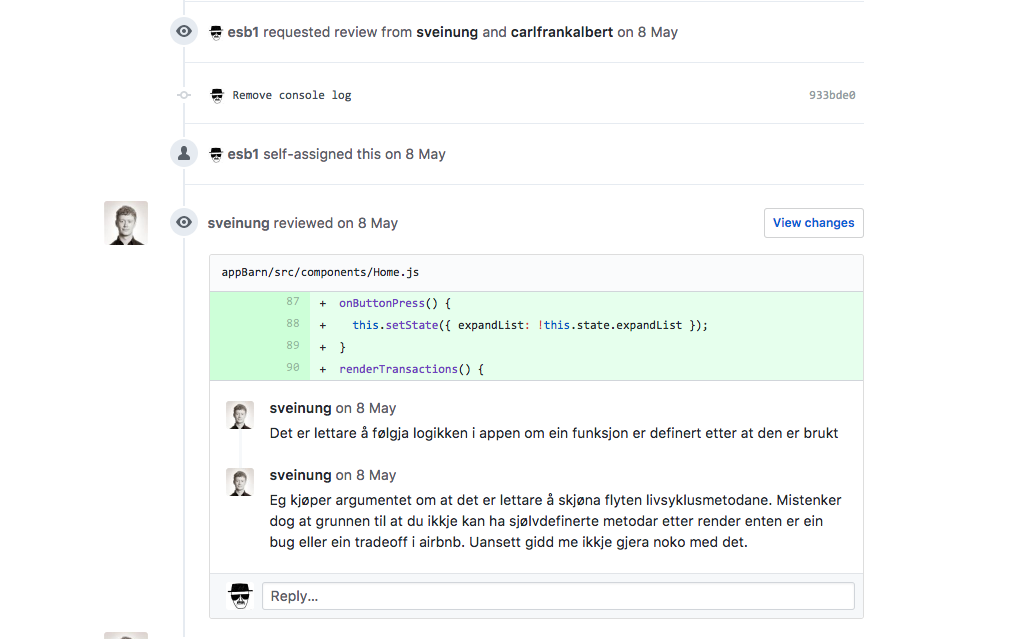 esb1 requested review from sveinung and carlfrankalbert on 8 May
Remove console log 933bde0
esb1 self-assigned this on 8 May
sveinung reviewed on 8 May
View changes
appBarn/src/components/Home.js
87 + onButtonPress() {
88 + this.setState({ expandList: !this.state.expandList });
89 + }
90 + renderTransactions() {
sveinung on 8 May
Det er lettare å følgja logikken i appen om ein funksjon er definert etter at den er brukt
sveinung on 8 May
Eg kjøper argumentet om at det er lettare å skjøna flyten livsyklusmetodane. Mistenker
dog at grunnen til at du ikkje kan ha sjølvdefinerte metodar etter render enten er ein
bug eller ein tradeoff i airbnb. Uansett gidd me ikkje gjera noko med det.
Reply...